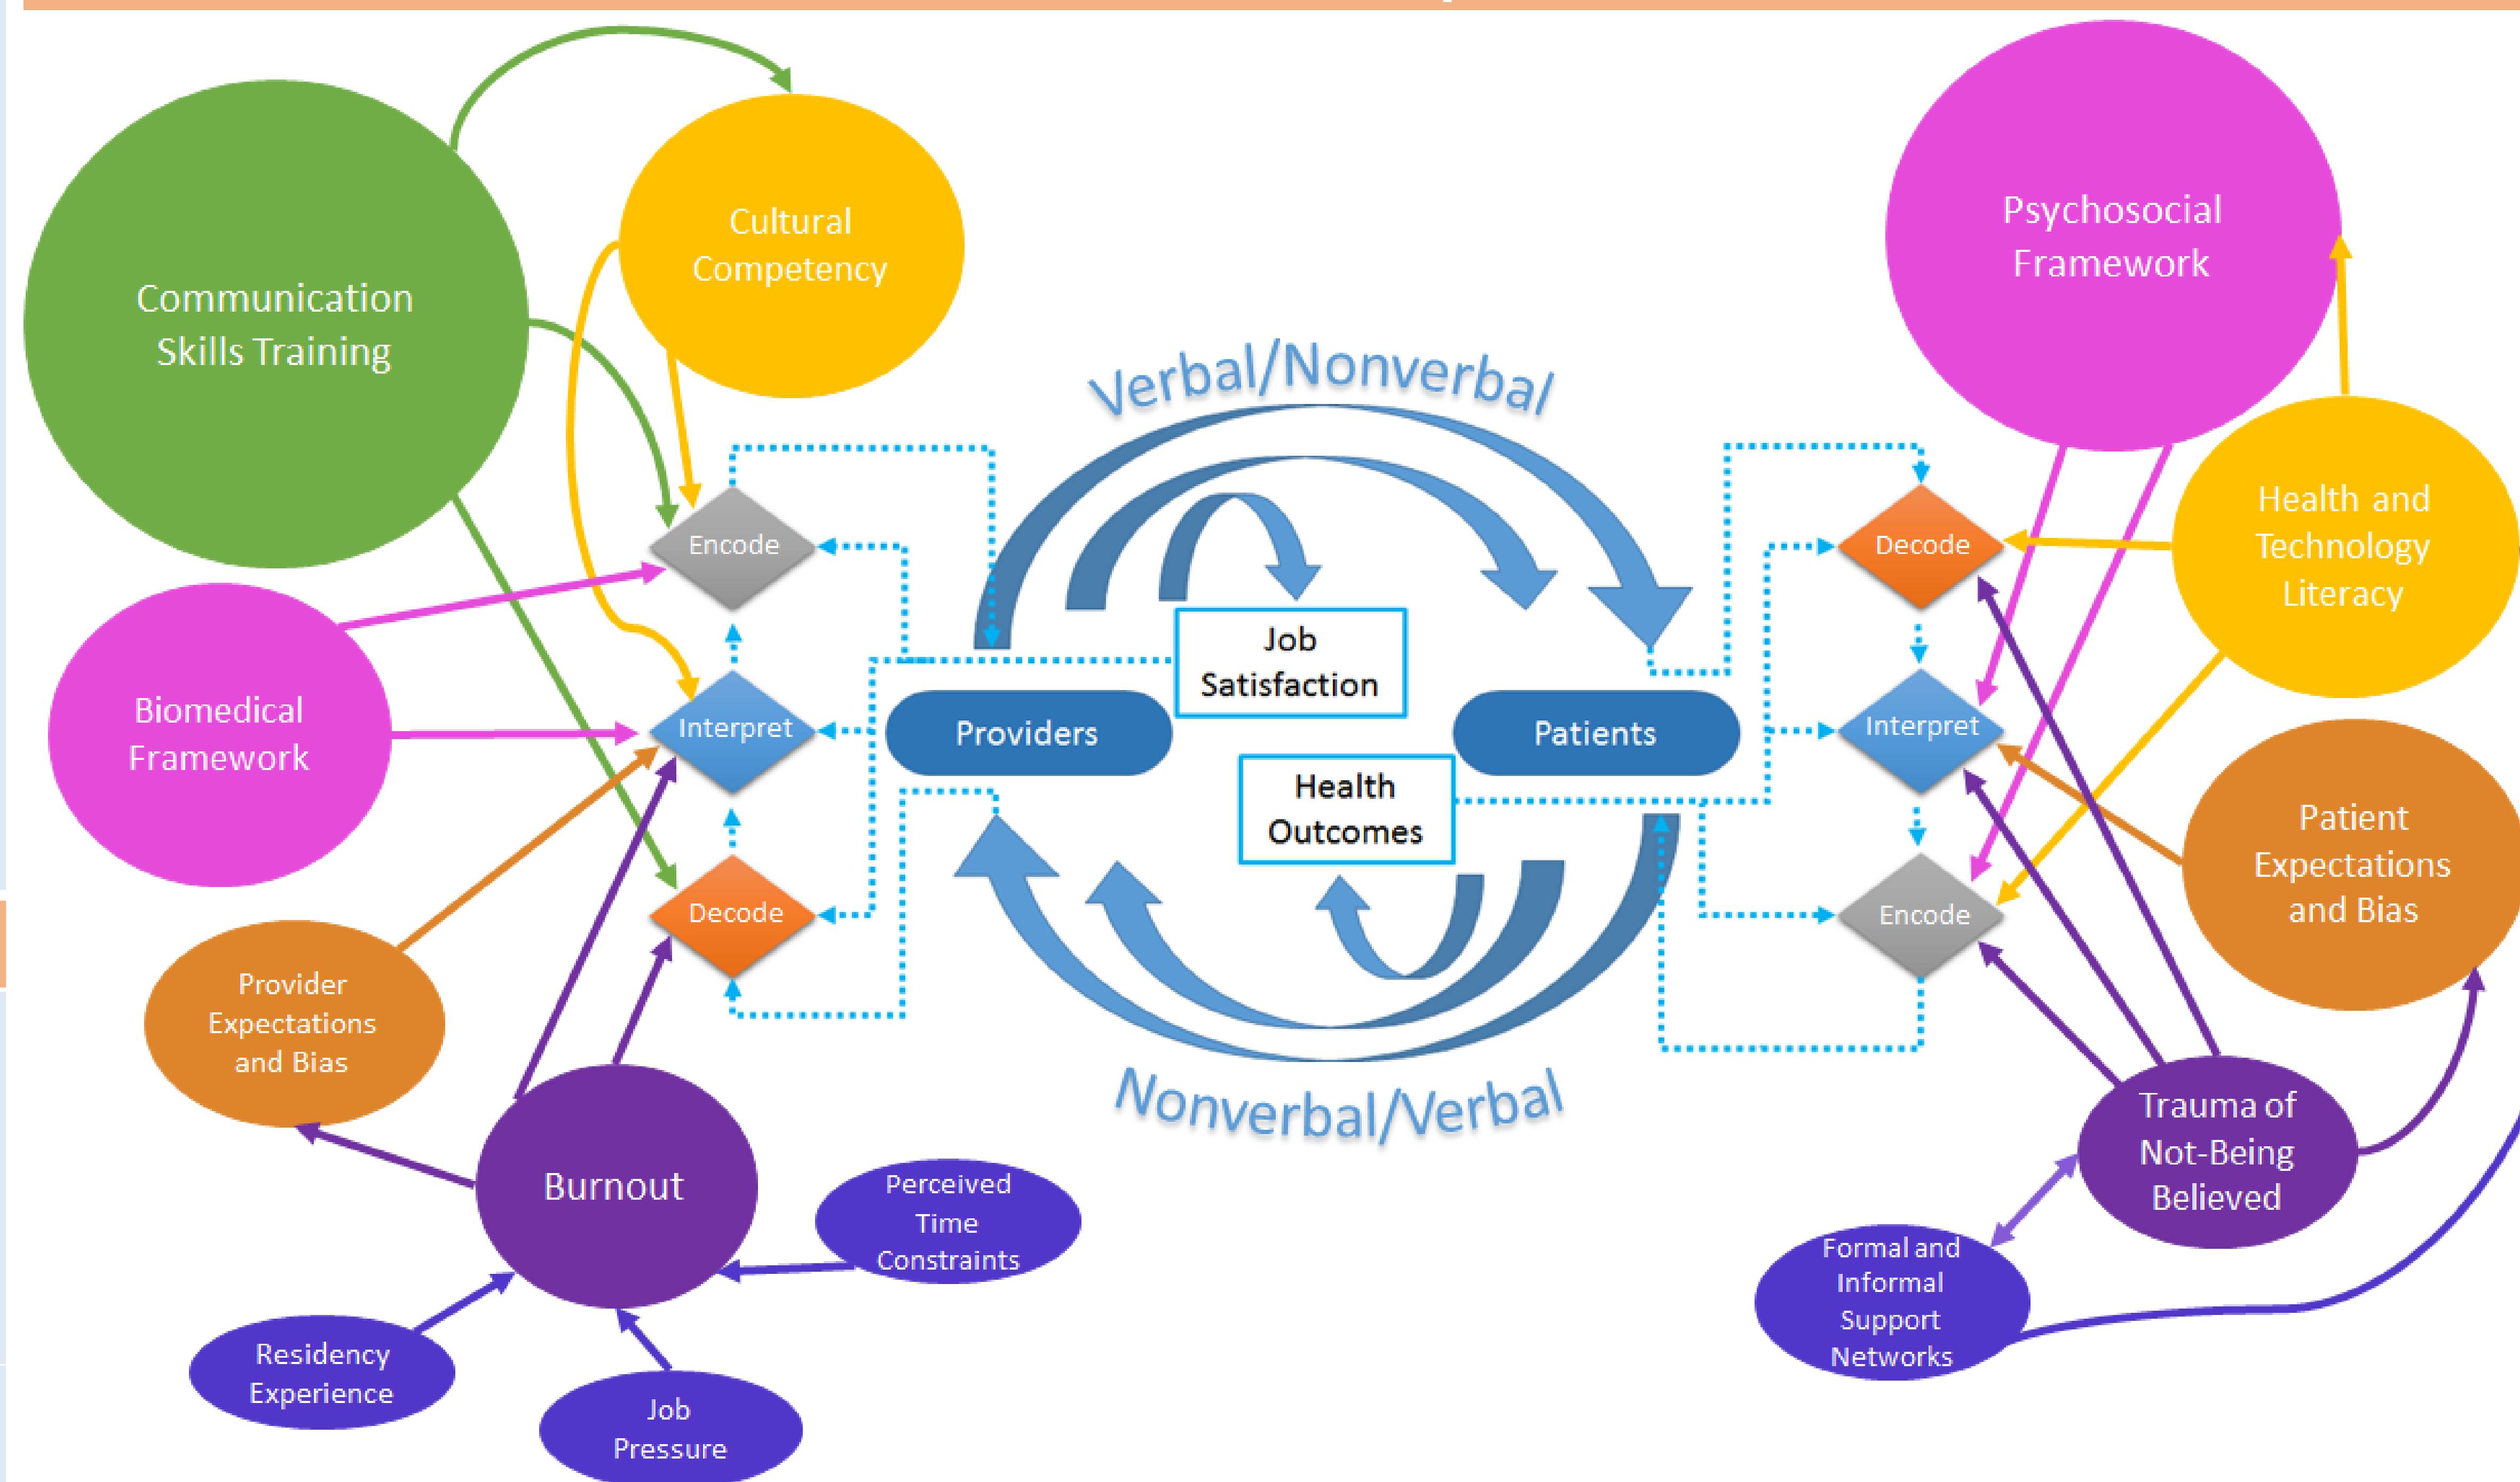 Communication
Skills Training
Cultural
Competency
Psychosocial
Framework
Verbal/Nonverbal
Health and
Technology
Literacy
Encode
Decode
Job
Satisfaction
Biomedical
Framework
Interpret
Providers
Patients
Interpret
Health
Outcomes
Patient
Expectations
and Bias
Decode
Encode
Provider
Expectations
and Bias
Nonverbal/Verbal
Trauma of
Not-Being
Believed
Burnout
Perceived
Time
Constraints
Formal and
Informal
Support
Networks
Residency
Experience
Job
Pressure